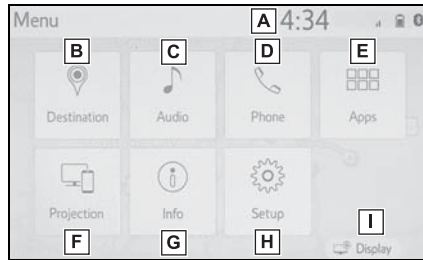 Menu A 4:34
B C D E
Destination Audio Phone Apps
Projection Info Setup
F G H I
Display